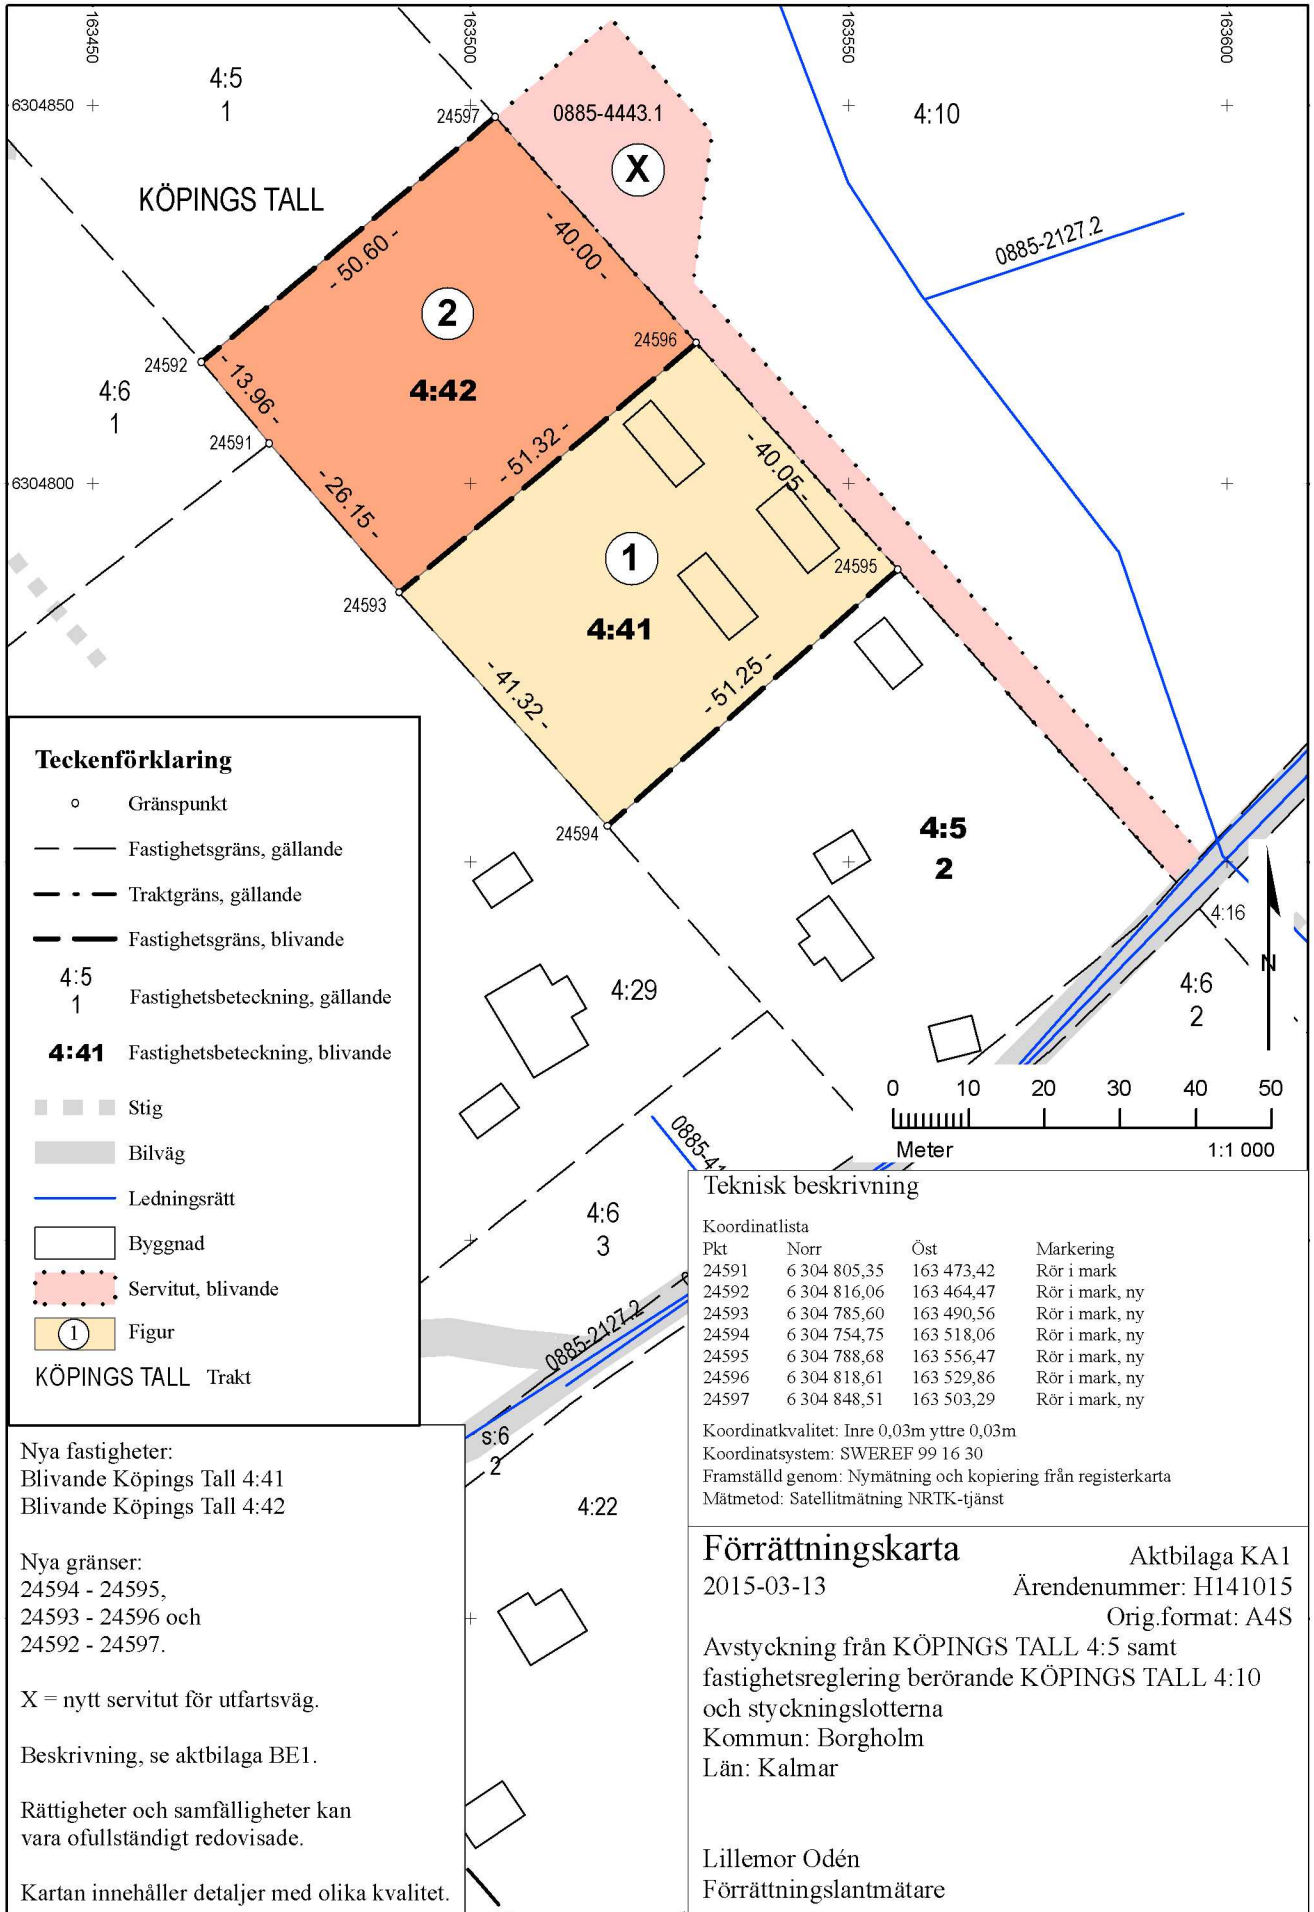 163450
163500
163550
163600
4:5
1
6304850
24597
0885-4443.1
4:10
X
KÖPINGS TALL
- 50.60 -
- 40.00 -
0885-2127.2
2
24592
24596
- 13.96 -
4:42
4:6
1
24591
- 51.32 -
- 40.05 -
6304800
- 26.15 -
1
24595
24593
4:41
- 41.32 -
- 51.25 -
24594
4:5
2
4:16
N
4:29
4:6
2
0 10 20 30 40 50
Meter 1:1 000
0885-41
4:6
3
0885-2127.2
s:6
2
4:22
Teckenförklaring
Gränspunkt
Fastighetsgräns, gällande
Traktgräns, gällande
Fastighetsgräns, blivande
4:5
1 Fastighetsbeteckning, gällande
4:41 Fastighetsbeteckning, blivande
Stig
Bilväg
Ledningsrätt
Byggnad
Servitut, blivande
1 Figur
KÖPINGS TALL Trakt
Nya fastigheter:
Blivande Köpings Tall 4:41
Blivande Köpings Tall 4:42
Nya gränser:
24594 - 24595,
24593 - 24596 och
24592 - 24597.
X = nytt servitut för utfartsväg.
Beskrivning, se aktbilaga BE1.
Rättigheter och samfälligheter kan
vara ofullständigt redovisade.
Kartan innehåller detaljer med olika kvalitet.
Teknisk beskrivning
Koordinatlista
Pkt Norr Öst Markering
24591 6 304 805,35 163 473,42 Rör i mark
24592 6 304 816,06 163 464,47 Rör i mark, ny
24593 6 304 785,60 163 490,56 Rör i mark, ny
24594 6 304 754,75 163 518,06 Rör i mark, ny
24595 6 304 788,68 163 556,47 Rör i mark, ny
24596 6 304 818,61 163 529,86 Rör i mark, ny
24597 6 304 848,51 163 503,29 Rör i mark, ny
Koordinatkvalitet: Inre 0,03m yttre 0,03m
Koordinatsystem: SWEREF 99 16 30
Framställd genom: Nymätning och kopiering från registerkarta
Mätmetod: Satellitmätning NRTK-tjänst
Förrättningskarta Aktbilaga KA1
2015-03-13 Ärendenummer: H141015
Orig.format: A4S
Avstyckning från KÖPINGS TALL 4:5 samt
fastighetsreglering berörande KÖPINGS TALL 4:10
och styckningslotterna
Kommun: Borgholm
Län: Kalmar
Lillemor Odén
Förrättningslantmätare